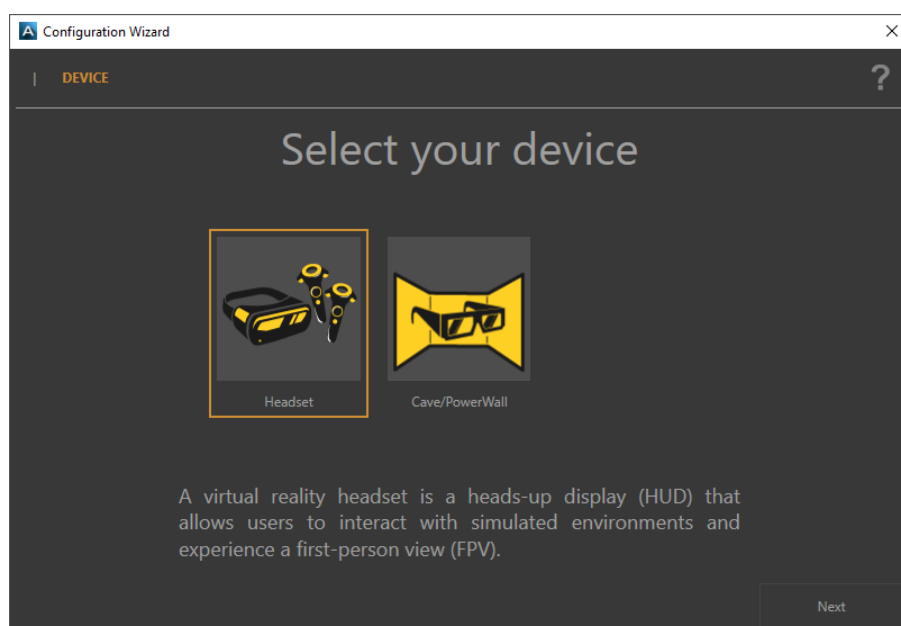 Configuration Wizard
| DEVICE
?
Select your device
Headset
Cave/PowerWall
A virtual reality headset is a heads-up display (HUD) that
allows users to interact with simulated environments and
experience a first-person view (FPV).
Next